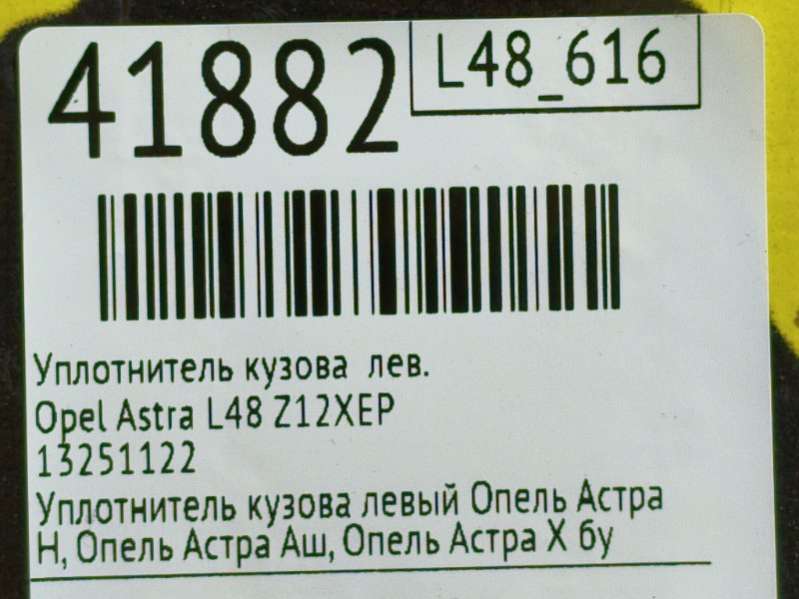 41882
L48_616
Уплотнитель кузова лев.
Opel Astra L48 Z12XEP
13251122
Уплотнитель кузова левый Опель Астра
Н, Опель Астра Аш, Опель Астра Х бу